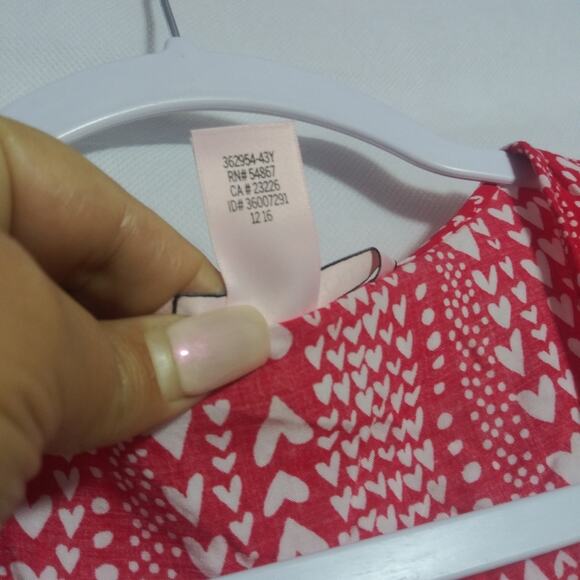 362954-43Y
RN# 54867
CA # 23226
ID# 36007291
12 16